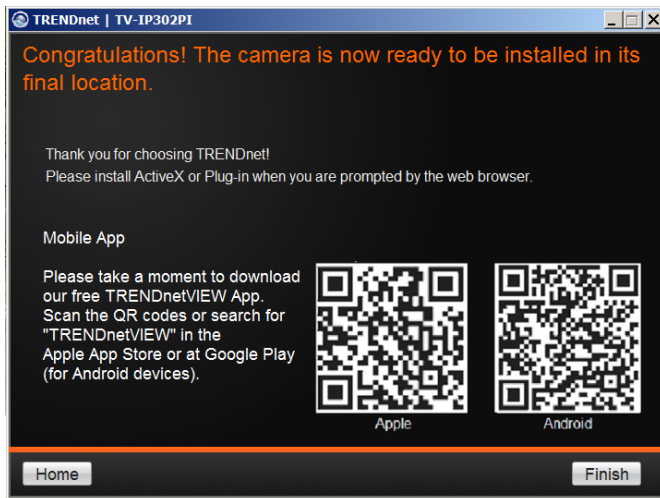 TRENDnet | TV-IP302PI
Congratulations! The camera is now ready to be installed in its
final location.
Thank you for choosing TRENDnet!
Please install ActiveX or Plug-in when you are prompted by the web browser.
Mobile App
Please take a moment to download
our free TRENDnetVIEW App.
Scan the QR codes or search for
"TRENDnetVIEW" in the
Apple App Store or at Google Play
(for Android devices).
Apple
Android
Home
Finish